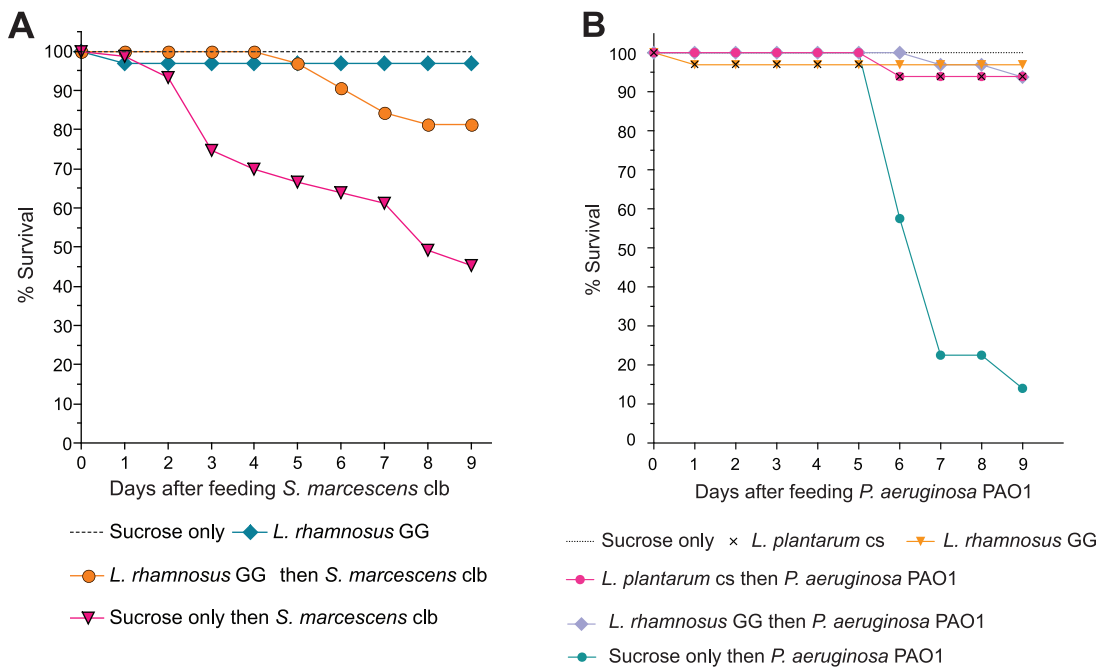 A
% Survival
100
90
80
70
60
50
40
30
20
10
0
0 1 2 3 4 5 6 7 8 9
Days after feeding S. marcescens clb
Sucrose only L. rhamnosus GG
L. rhamnosus GG then S. marcescens clb
Sucrose only then S. marcescens clb
B
% Survival
100
90
80
70
60
50
40
30
20
10
0
0 1 2 3 4 5 6 7 8 9
Days after feeding P. aeruginosa PAO1
Sucrose only L. plantarum cs L. rhamnosus GG
L. plantarum cs then P. aeruginosa PAO1
L. rhamnosus GG then P. aeruginosa PAO1
Sucrose only then P. aeruginosa PAO1